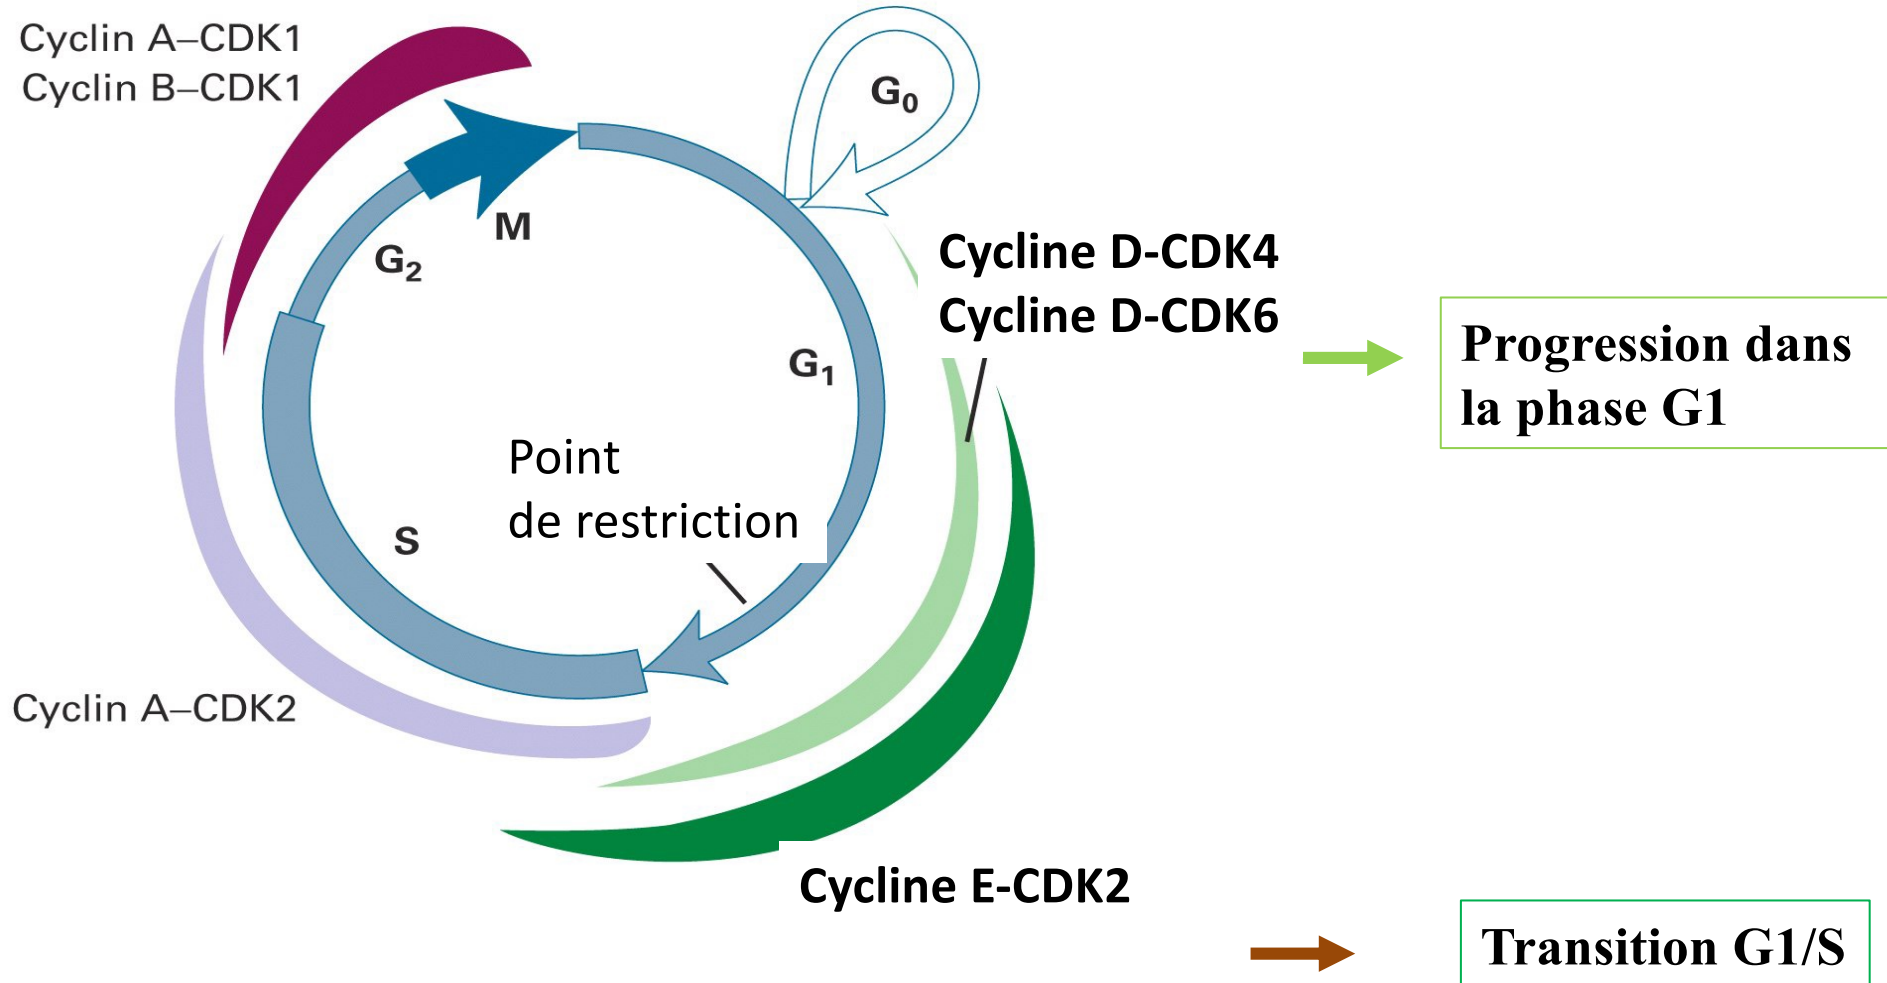 Cyclin A–CDK1
Cyclin B–CDK1
G₀
M
G₂
Cycline D-CDK4
Cycline D-CDK6
Progression dans
la phase G1
G₁
Point
de restriction
S
Cyclin A–CDK2
Cycline E-CDK2
Transition G1/S